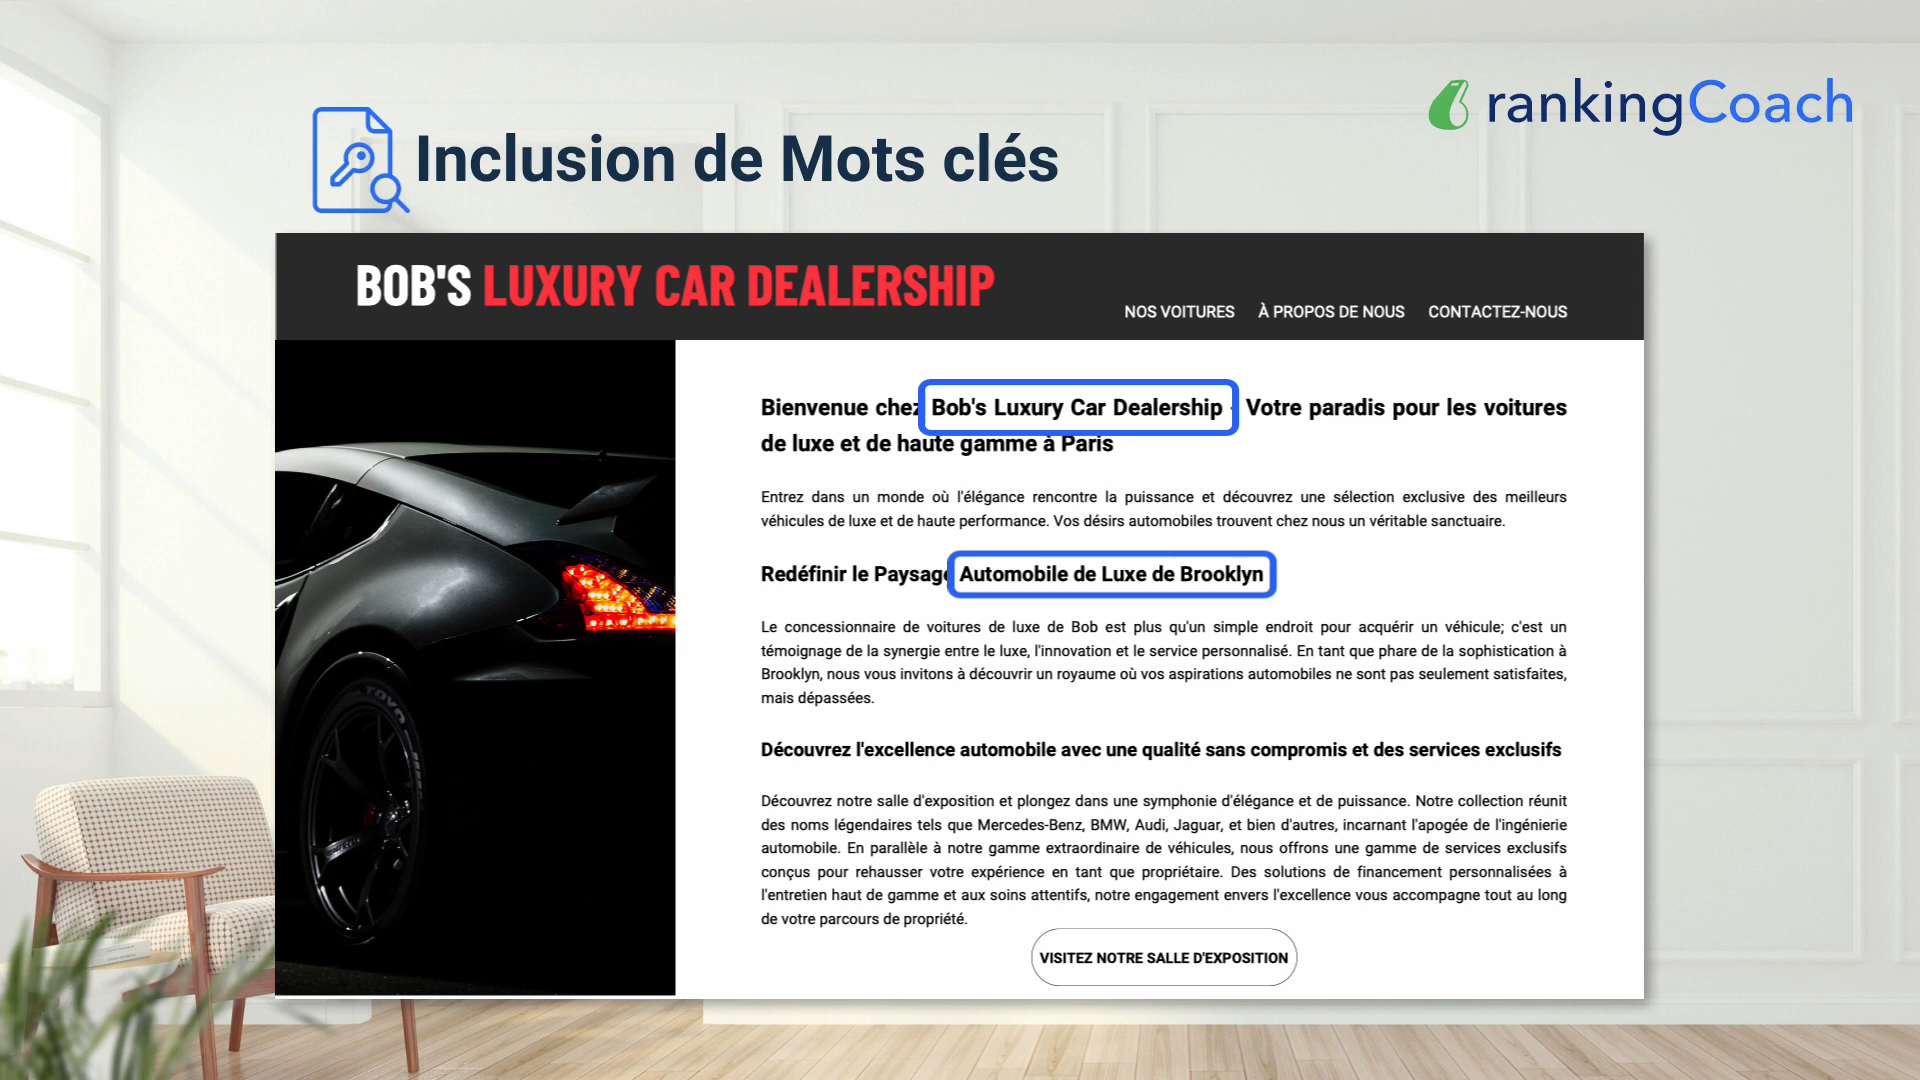 rankingCoach
Inclusion de Mots clés
BOB'S LUXURY CAR DEALERSHIP
NOS VOITURES À PROPOS DE NOUS CONTACTEZ-NOUS
Bienvenue chez Bob's Luxury Car Dealership - Votre paradis pour les voitures
de luxe et de haute gamme à Paris
Entrez dans un monde où l'élégance rencontre la puissance et découvrez une sélection exclusive des meilleurs
véhicules de luxe et de haute performance. Vos désirs automobiles trouvent chez nous un véritable sanctuaire.
Redéfinir le Paysage Automobile de Luxe de Brooklyn
Le concessionnaire de voitures de luxe de Bob est plus qu'un simple endroit pour acquérir un véhicule; c'est un
témoignage de la synergie entre le luxe, l'innovation et le service personnalisé. En tant que phare de la sophistication à
Brooklyn, nous vous invitons à découvrir un royaume où vos aspirations automobiles ne sont pas seulement satisfaites,
mais dépassées.
Découvrez l'excellence automobile avec une qualité sans compromis et des services exclusifs
Découvrez notre salle d'exposition et plongez dans une symphonie d'élégance et de puissance. Notre collection réunit
des noms légendaires tels que Mercedes-Benz, BMW, Audi, Jaguar, et bien d'autres, incarnant l'apogée de l'ingénierie
automobile. En parallèle à notre gamme extraordinaire de véhicules, nous offrons une gamme de services exclusifs
conçus pour rehausser votre expérience en tant que propriétaire. Des solutions de financement personnalisées à
l'entretien haut de gamme et aux soins attentifs, notre engagement envers l'excellence vous accompagne tout au long
de votre parcours de propriété.
VISITEZ NOTRE SALLE D'EXPOSITION
TOYO